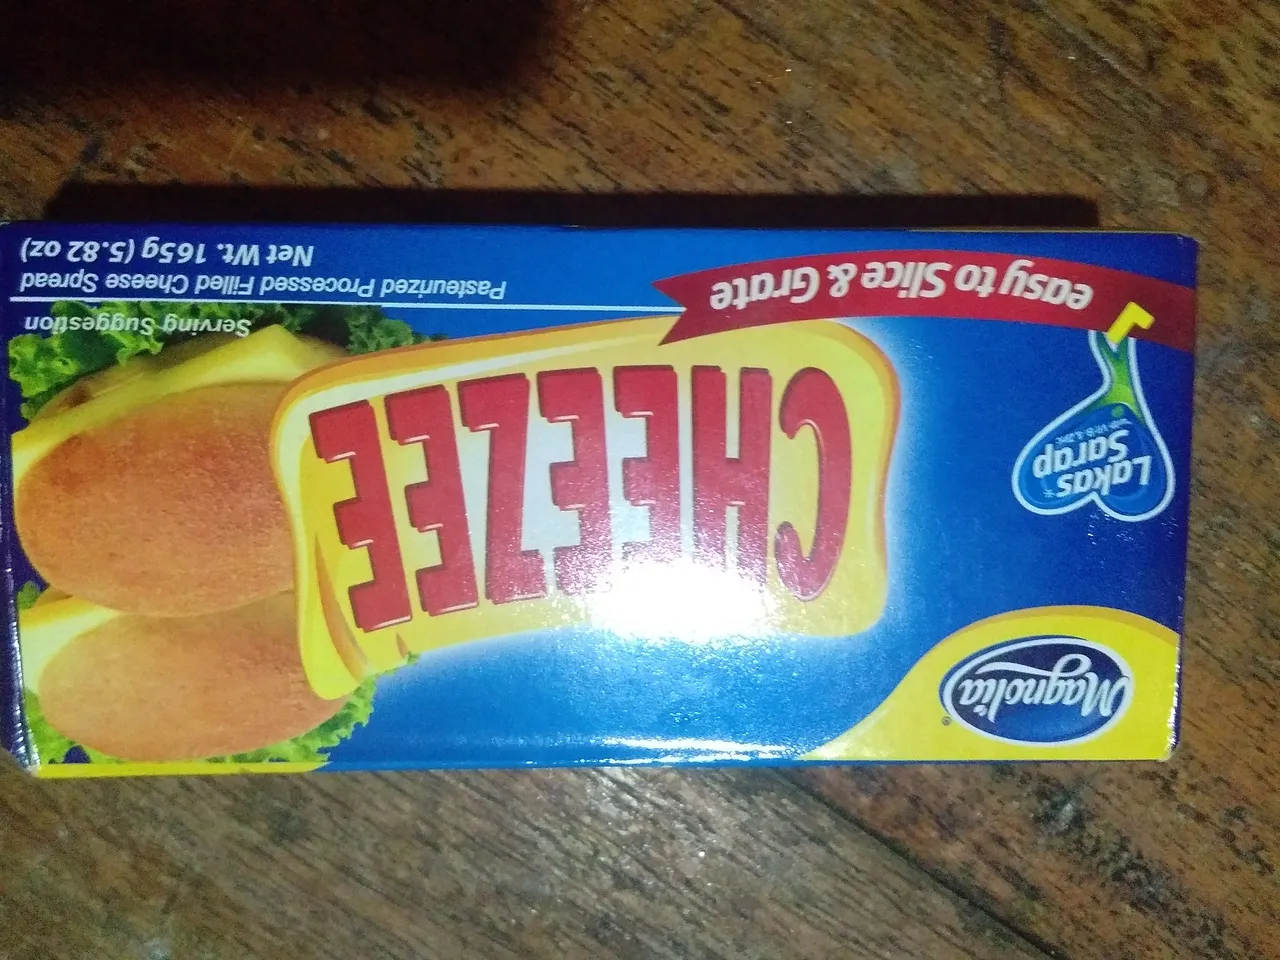 Magnolia
®
CHEEZEE
Lakas*
Sarap
easy to Slice & Grate
Serving Suggestion
Pasteurized Processed Filled Cheese Spread
Net Wt. 165g (5.82 oz)